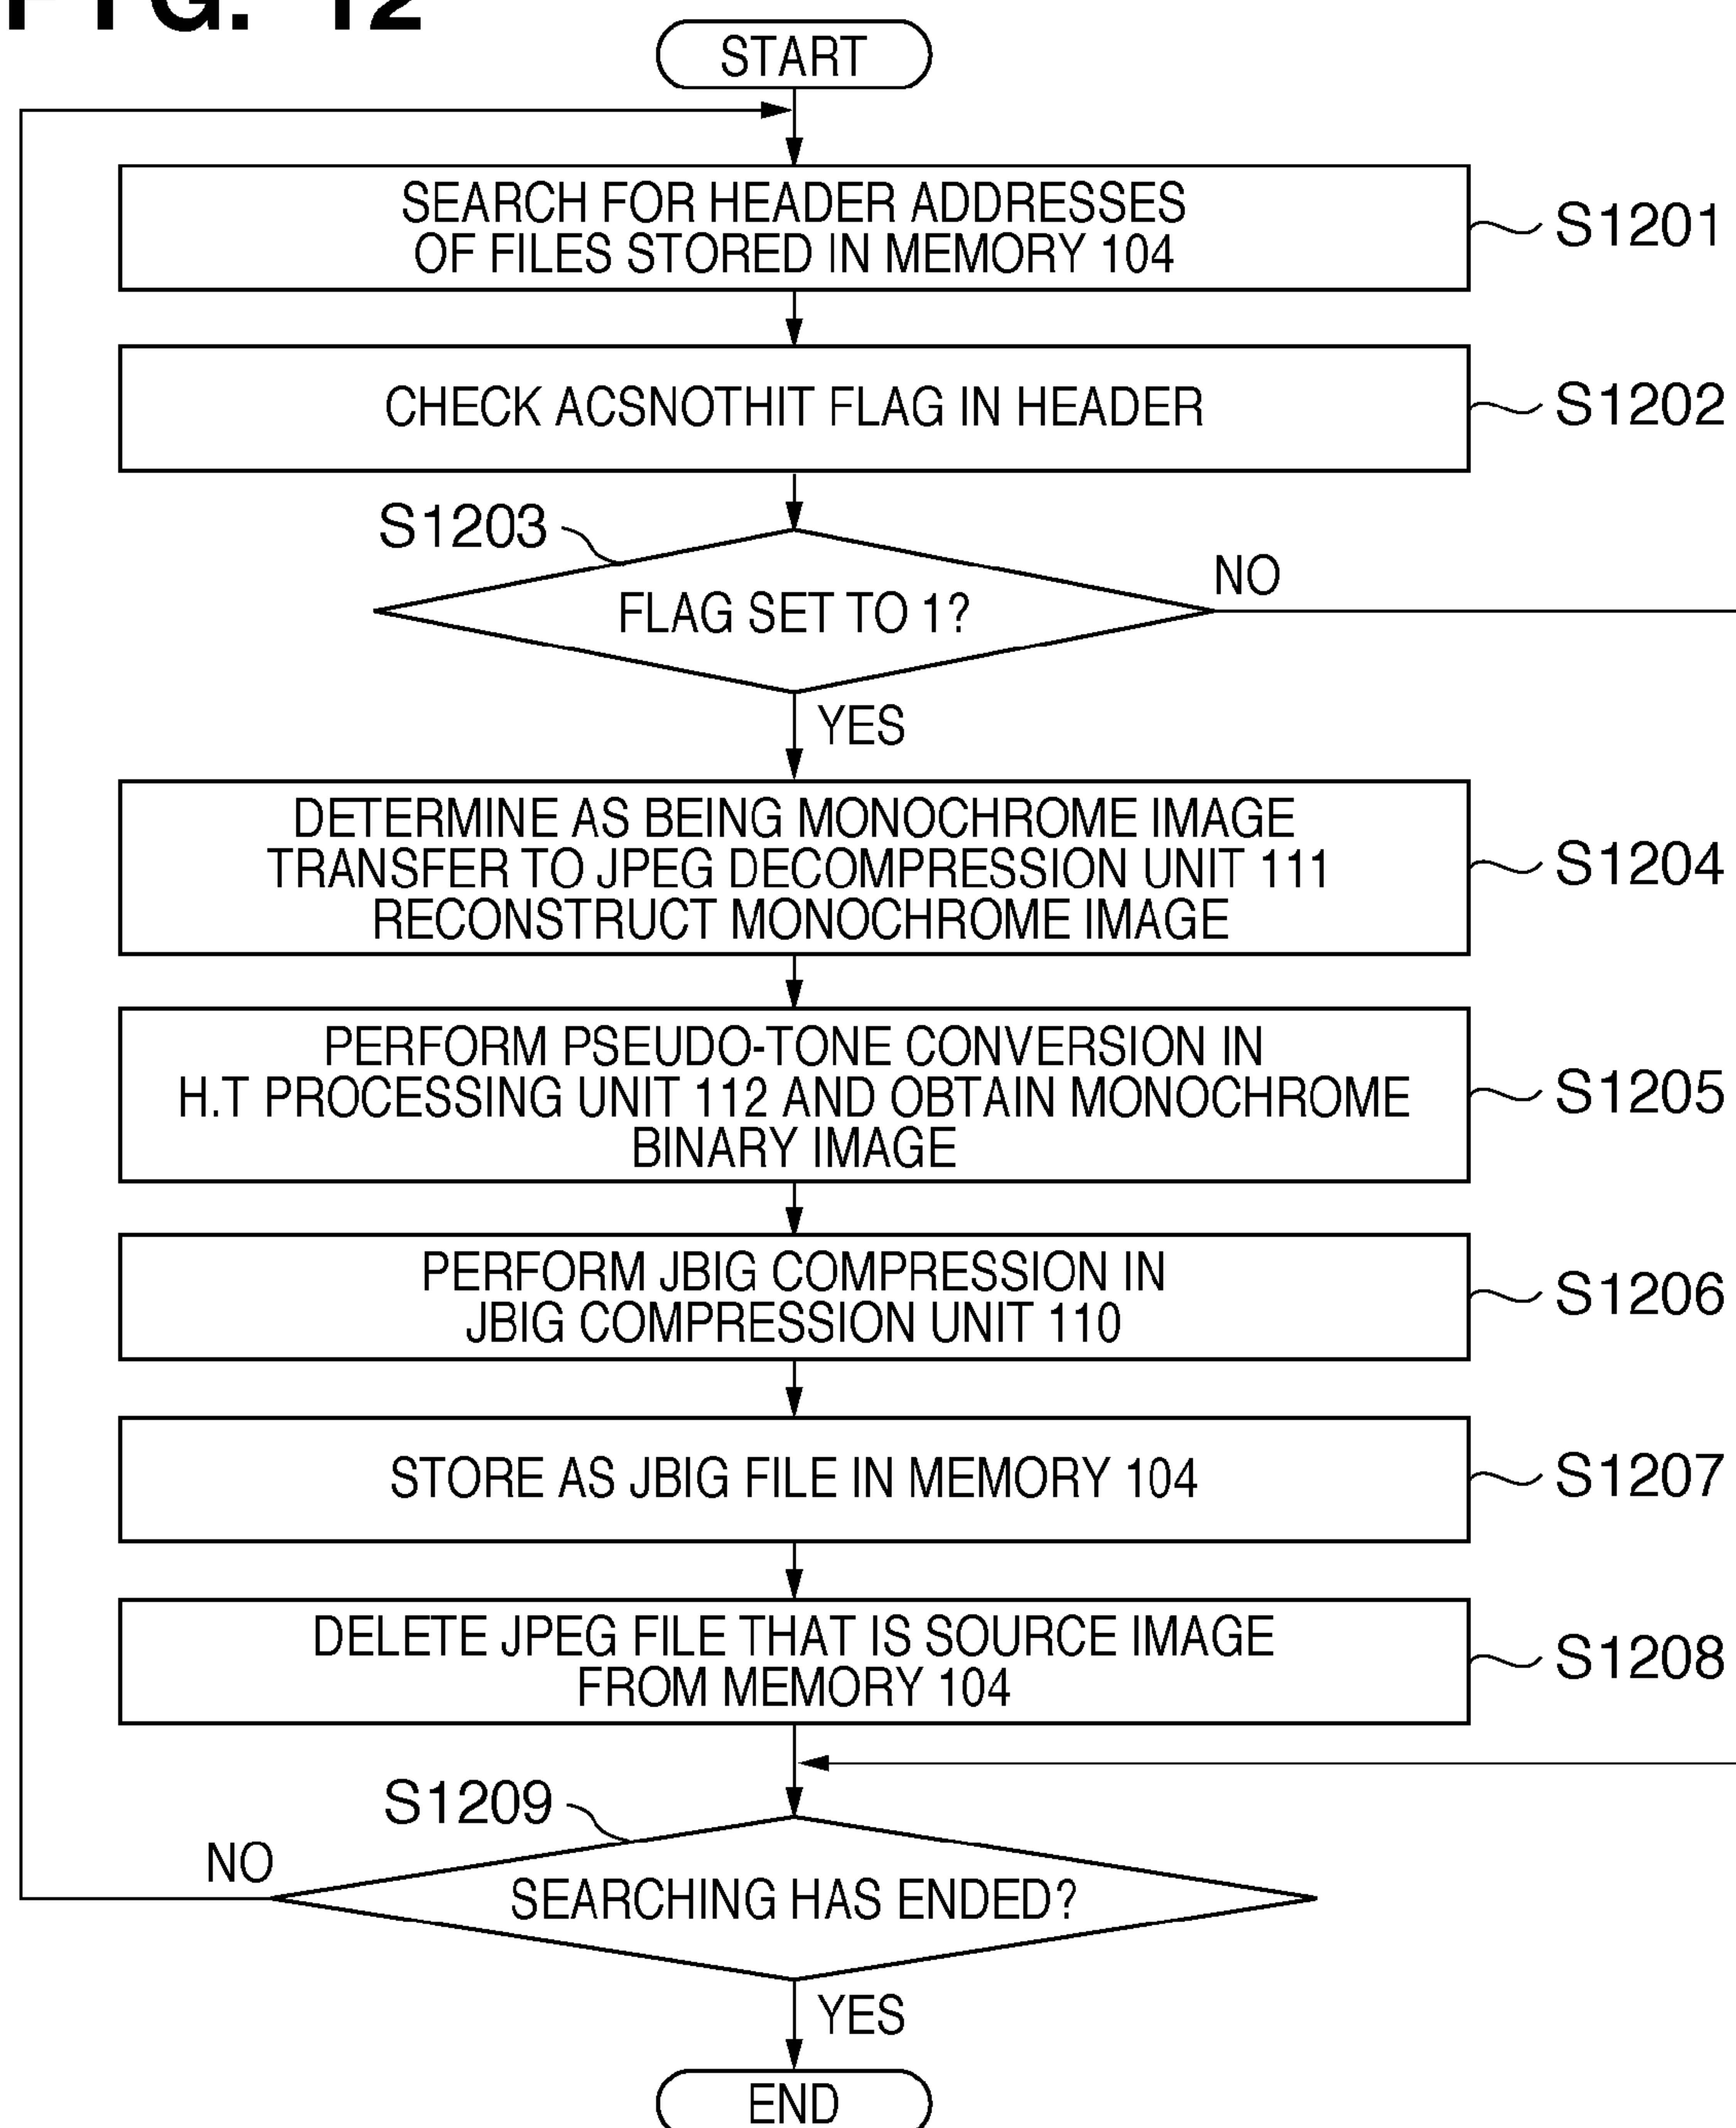 FIG. 12
START
SEARCH FOR HEADER ADDRESSES
OF FILES STORED IN MEMORY 104
S1201
CHECK ACSNOTHIT FLAG IN HEADER
S1202
S1203
FLAG SET TO 1?
NO
YES
DETERMINE AS BEING MONOCHROME IMAGE
TRANSFER TO JPEG DECOMPRESSION UNIT 111
RECONSTRUCT MONOCHROME IMAGE
S1204
PERFORM PSEUDO-TONE CONVERSION IN
H.T PROCESSING UNIT 112 AND OBTAIN MONOCHROME
BINARY IMAGE
S1205
PERFORM JBIG COMPRESSION IN
JBIG COMPRESSION UNIT 110
S1206
STORE AS JBIG FILE IN MEMORY 104
S1207
DELETE JPEG FILE THAT IS SOURCE IMAGE
FROM MEMORY 104
S1208
S1209
NO
SEARCHING HAS ENDED?
YES
END